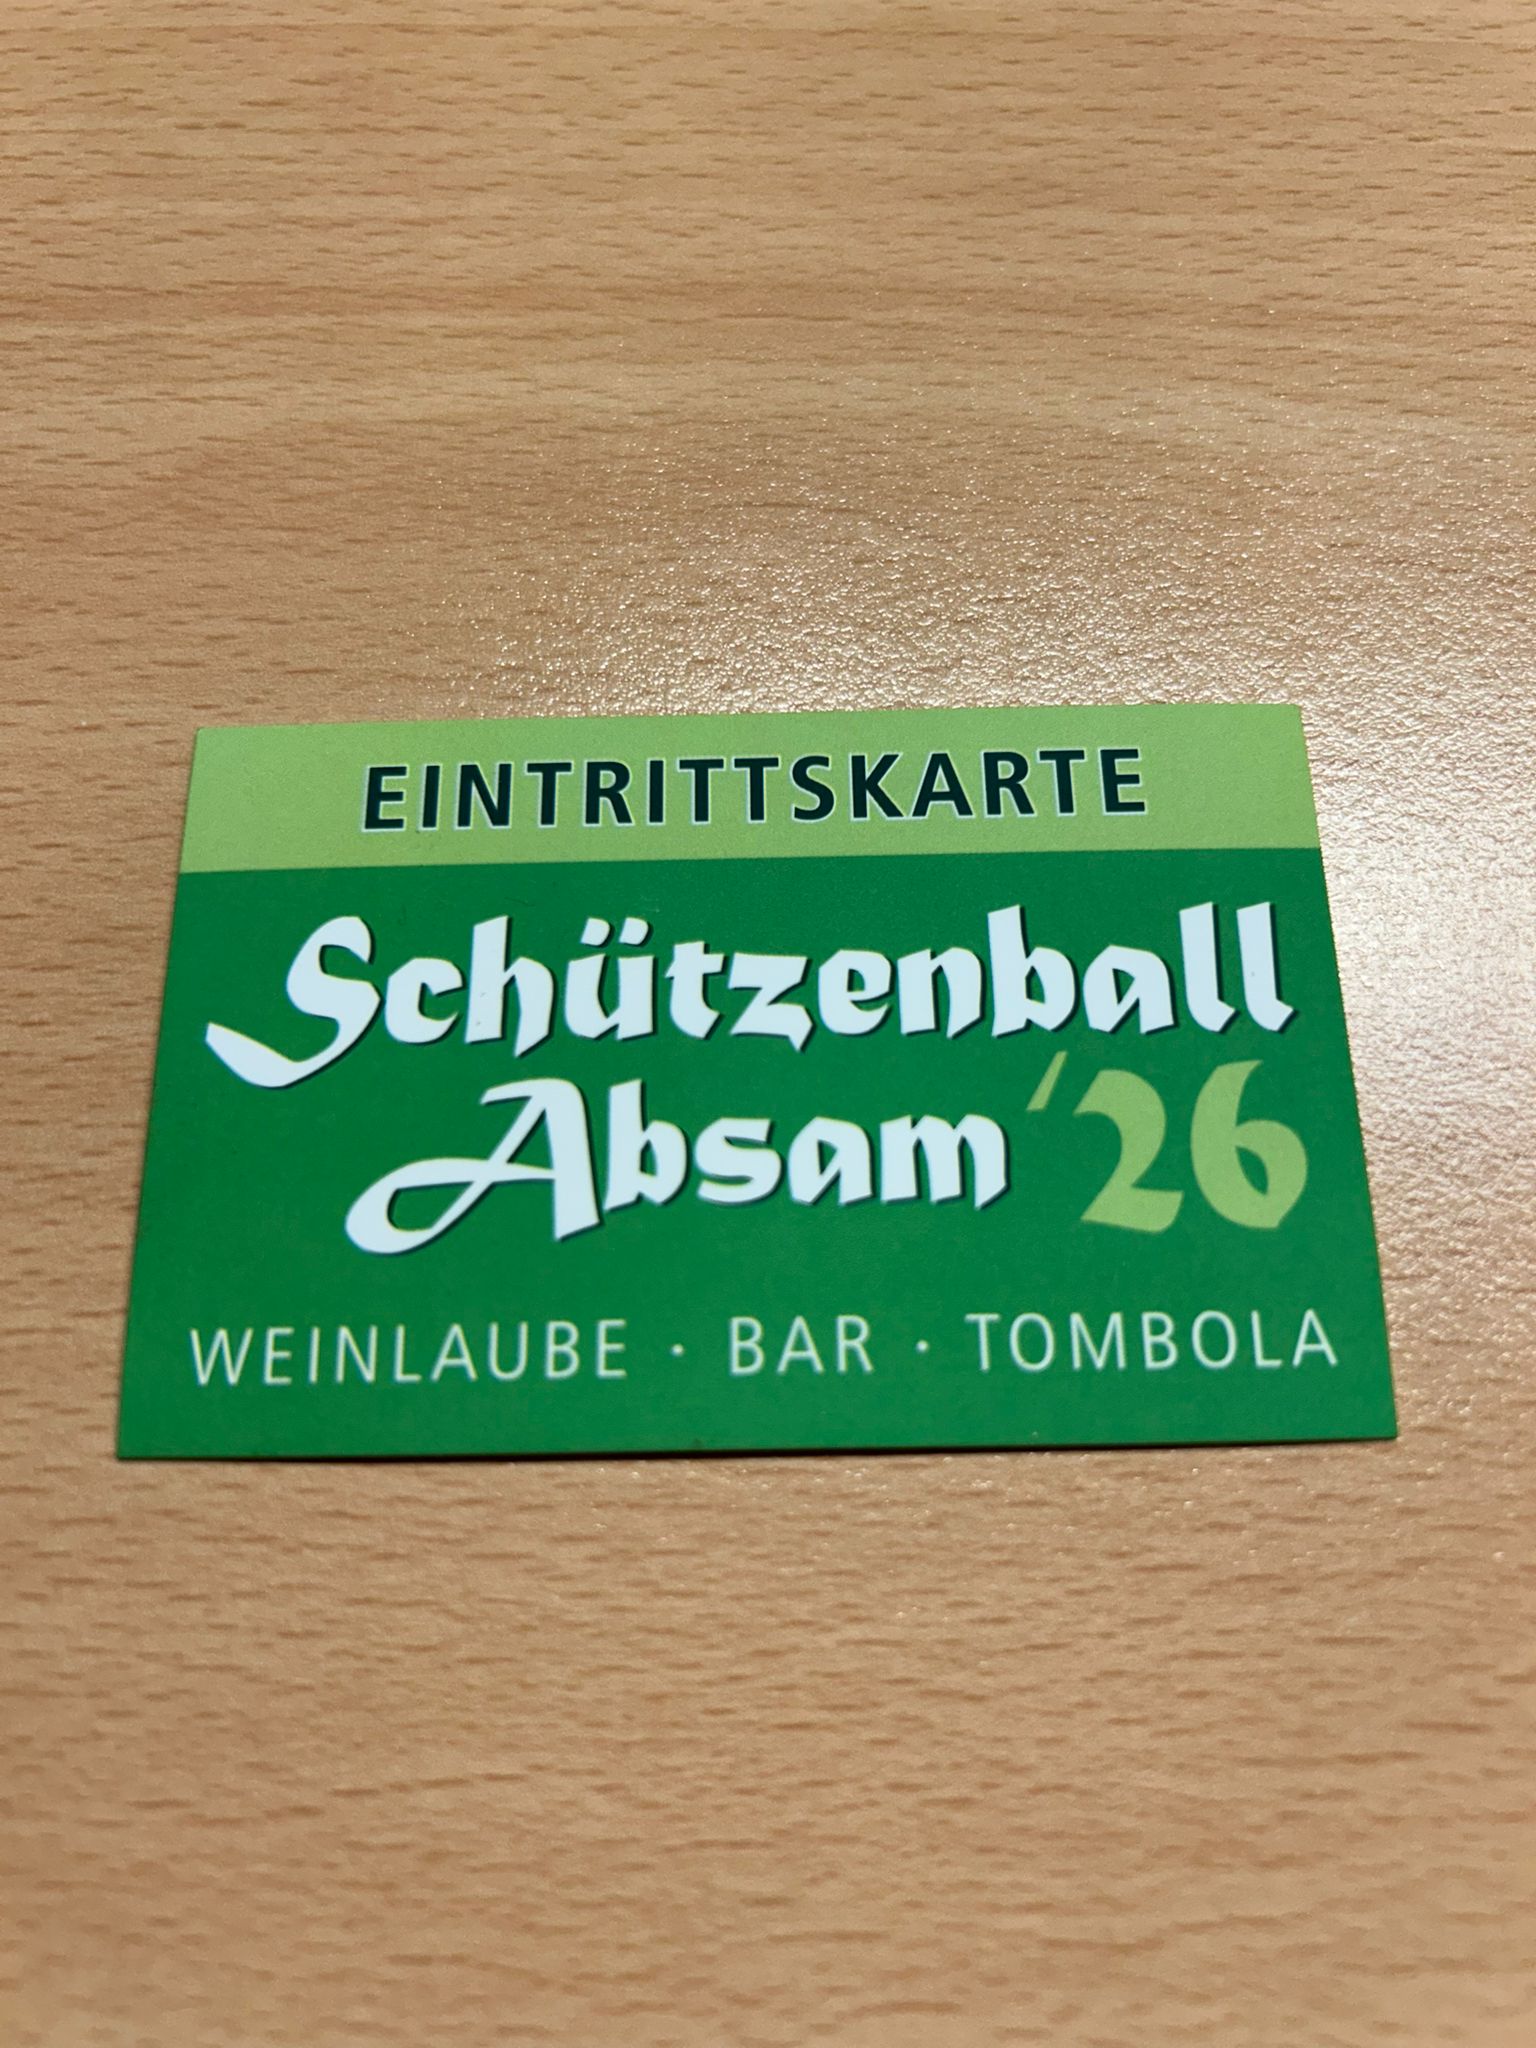 EINTRITTSKARTE
Schützenball
Absam '26
WEINLAUBE · BAR · TOMBOLA